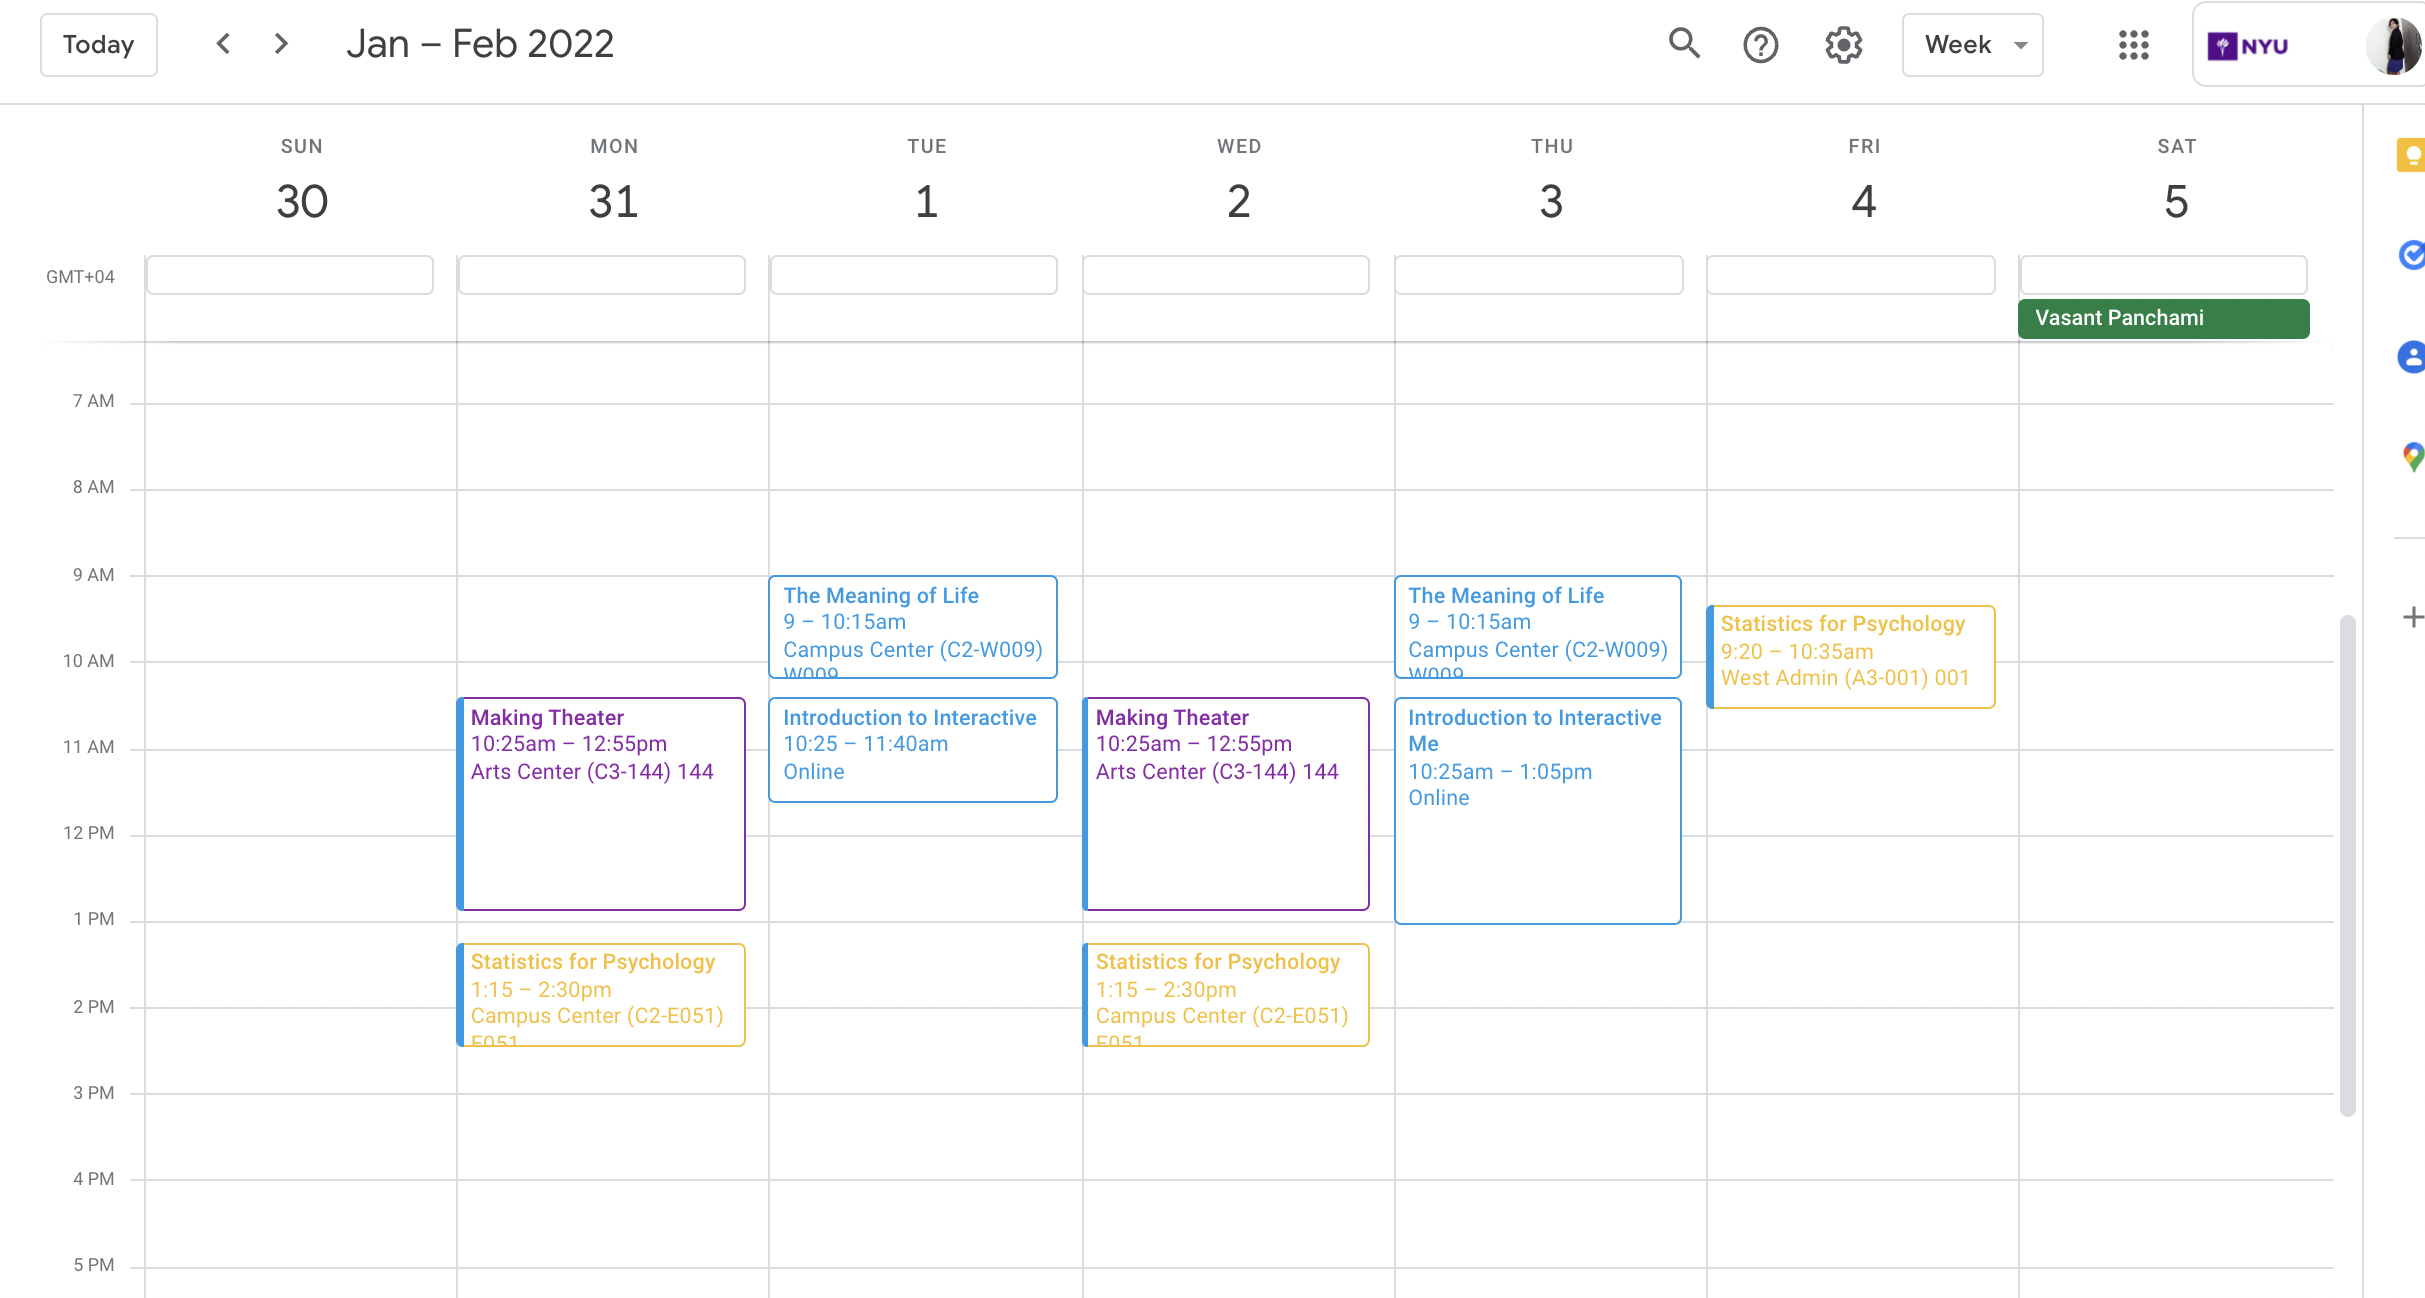 Today
Jan – Feb 2022
Week
NYU
SUN MON TUE WED THU FRI SAT
30 31 1 2 3 4 5
GMT+04
Vasant Panchami
7 AM
8 AM
9 AM
10 AM
11 AM
12 PM
1 PM
2 PM
3 PM
4 PM
5 PM
Making Theater
10:25am – 12:55pm
Arts Center (C3-144) 144
Statistics for Psychology
1:15 – 2:30pm
Campus Center (C2-E051)
E051
The Meaning of Life
9 – 10:15am
Campus Center (C2-W009)
W009
Introduction to Interactive
10:25 – 11:40am
Online
Making Theater
10:25am – 12:55pm
Arts Center (C3-144) 144
Statistics for Psychology
1:15 – 2:30pm
Campus Center (C2-E051)
E051
The Meaning of Life
9 – 10:15am
Campus Center (C2-W009)
W009
Introduction to Interactive
Me
10:25am – 1:05pm
Online
Statistics for Psychology
9:20 – 10:35am
West Admin (A3-001) 001